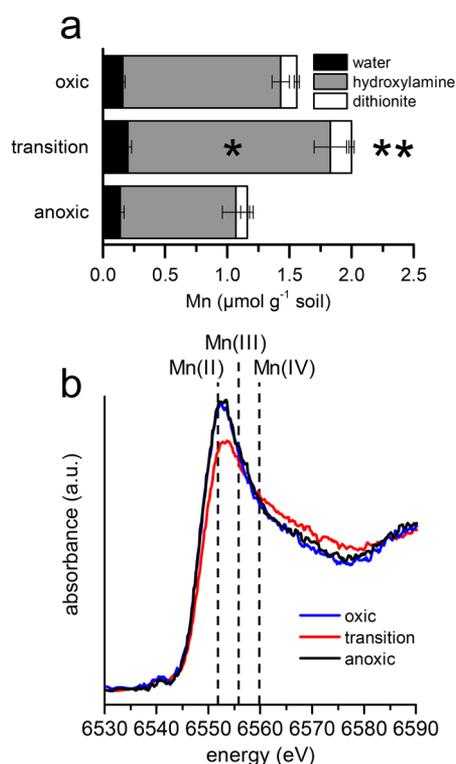 a
water
hydroxylamine
dithionite
oxic
transition
anoxic
*
**
0.0 0.5 1.0 1.5 2.0 2.5
Mn (µmol g⁻¹ soil)
b
Mn(III)
Mn(II) Mn(IV)
absorbance (a.u.)
oxic
transition
anoxic
6530 6540 6550 6560 6570 6580 6590
energy (eV)